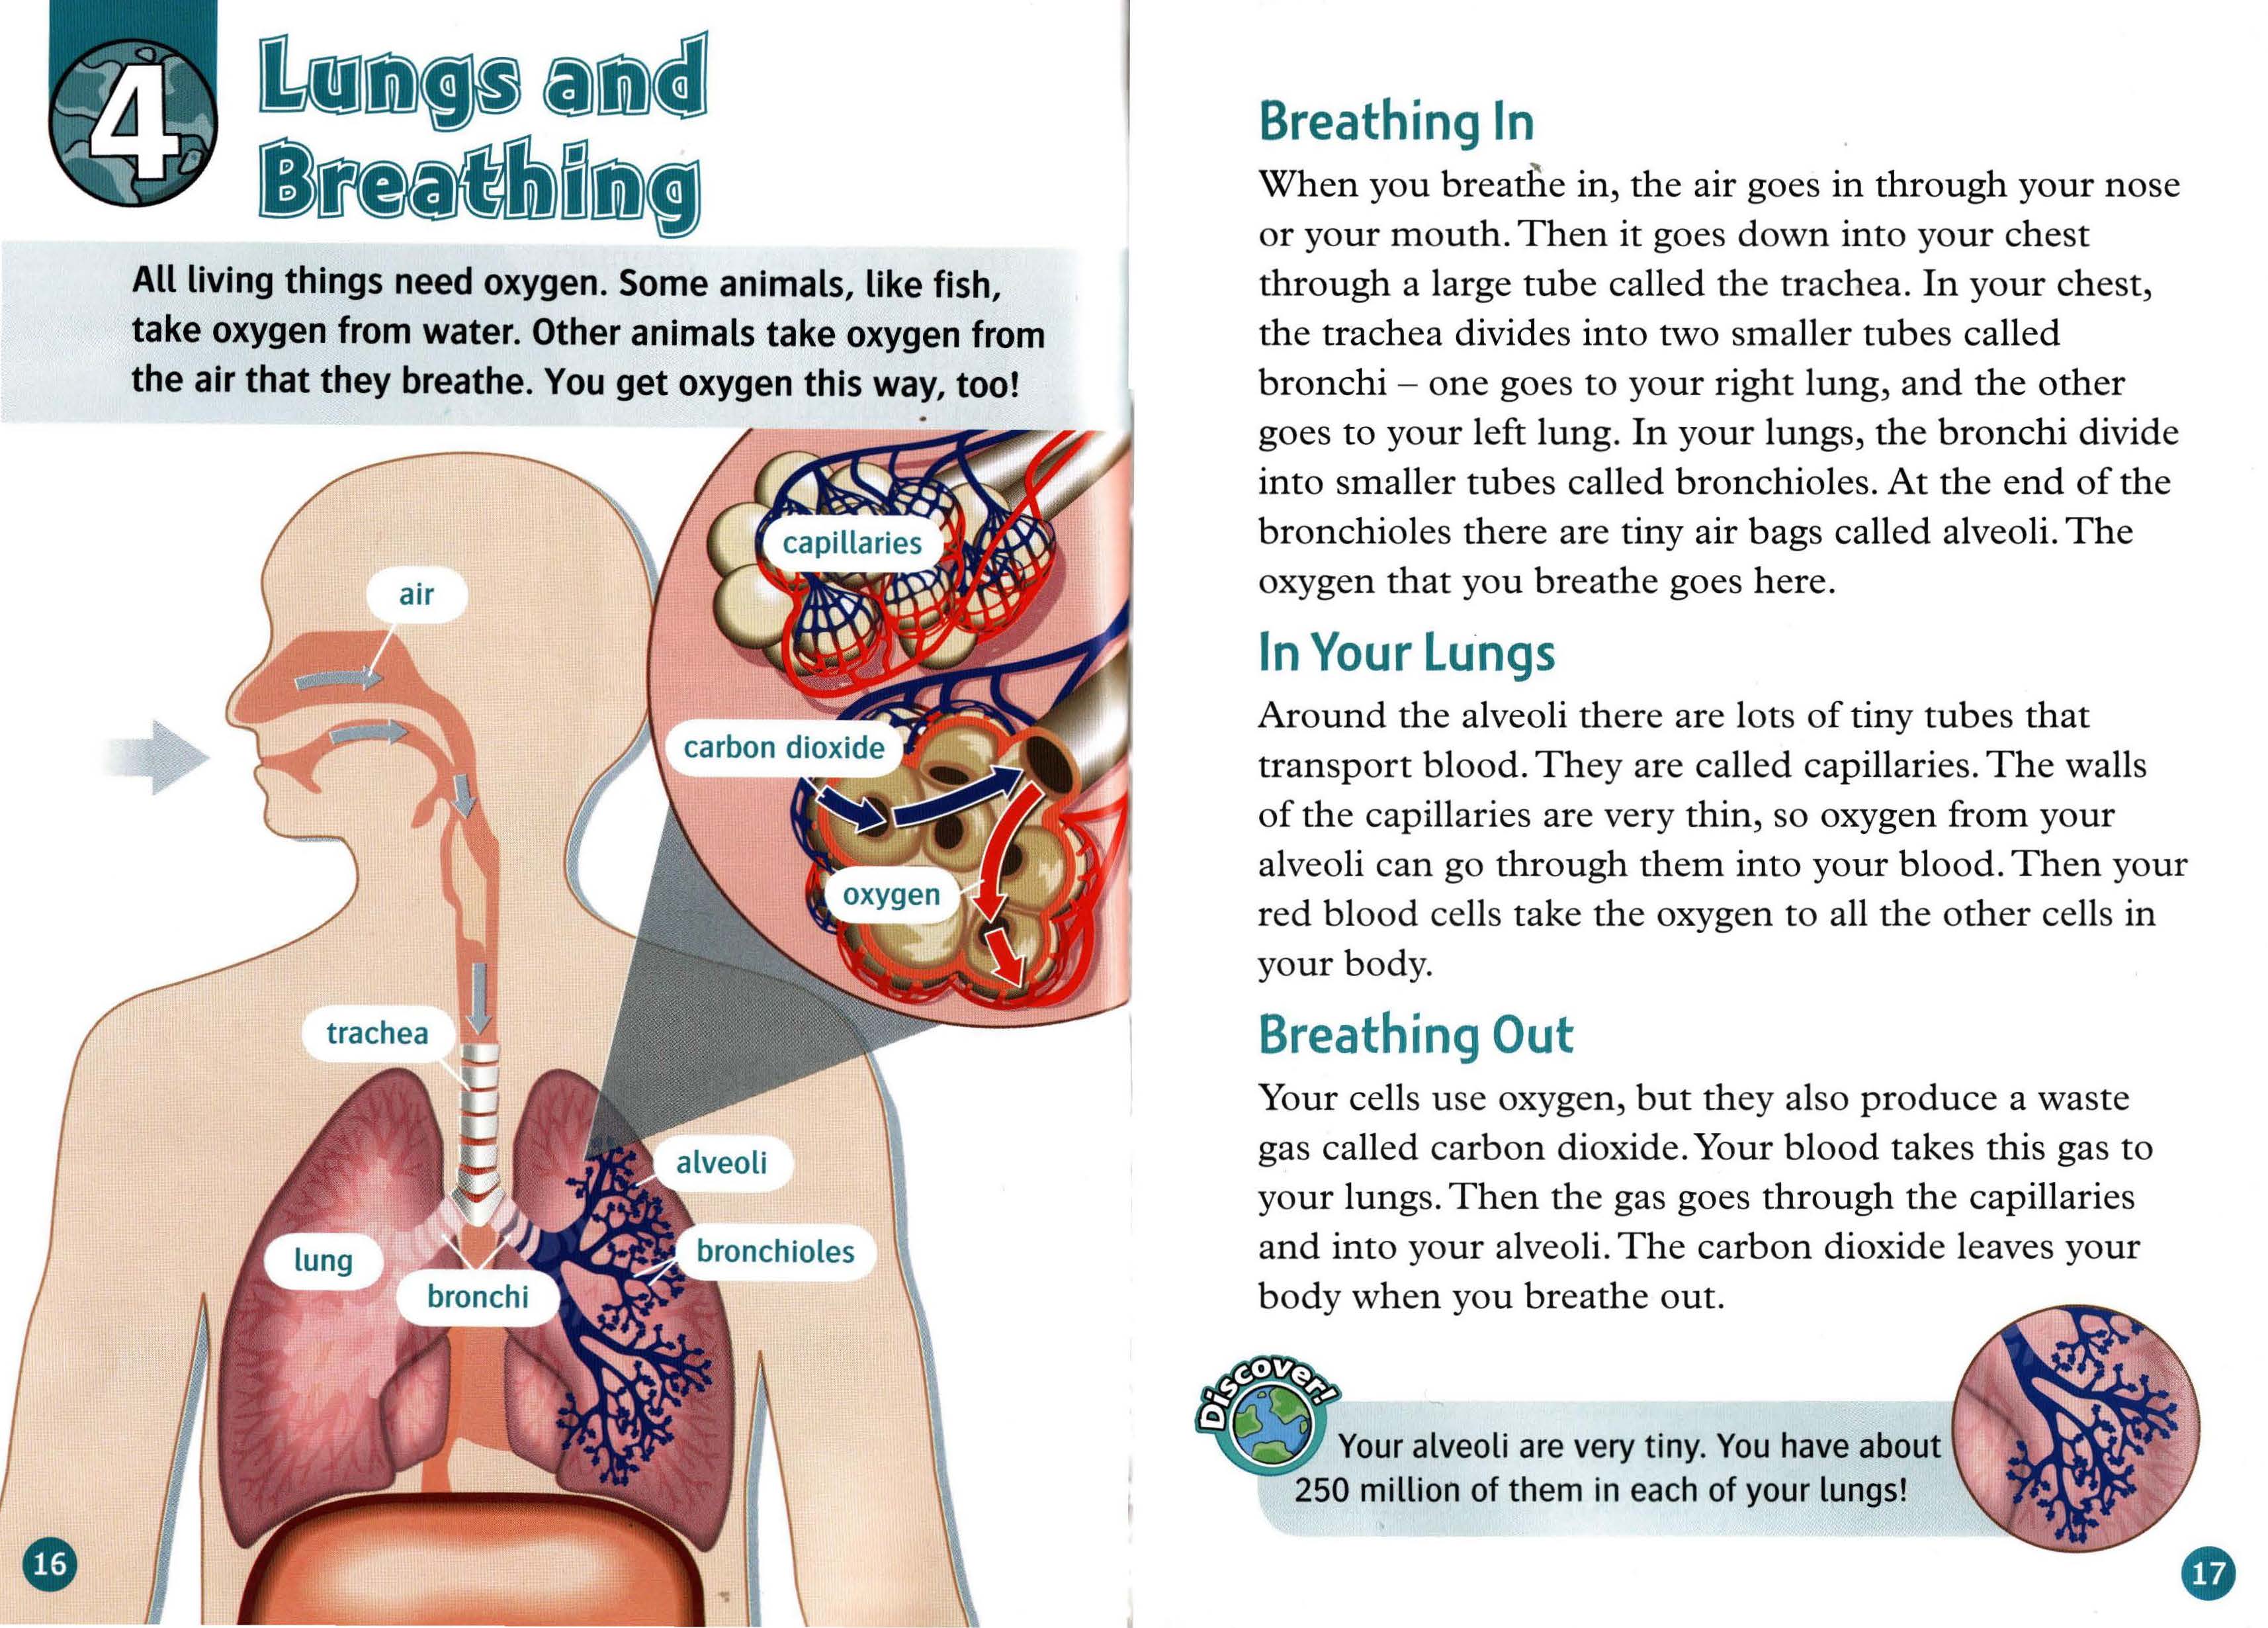 4
Lungs and
Breathing
All living things need oxygen. Some animals, like fish,
take oxygen from water. Other animals take oxygen from
the air that they breathe. You get oxygen this way, too!
capillaries
air
carbon dioxide
oxygen
trachea
alveoli
lung
bronchioles
bronchi
16
Breathing In
When you breathe in, the air goes in through your nose
or your mouth. Then it goes down into your chest
through a large tube called the trachea. In your chest,
the trachea divides into two smaller tubes called
bronchi – one goes to your right lung, and the other
goes to your left lung. In your lungs, the bronchi divide
into smaller tubes called bronchioles. At the end of the
bronchioles there are tiny air bags called alveoli. The
oxygen that you breathe goes here.
In Your Lungs
Around the alveoli there are lots of tiny tubes that
transport blood. They are called capillaries. The walls
of the capillaries are very thin, so oxygen from your
alveoli can go through them into your blood. Then your
red blood cells take the oxygen to all the other cells in
your body.
Breathing Out
Your cells use oxygen, but they also produce a waste
gas called carbon dioxide. Your blood takes this gas to
your lungs. Then the gas goes through the capillaries
and into your alveoli. The carbon dioxide leaves your
body when you breathe out.
Discover!
Your alveoli are very tiny. You have about
250 million of them in each of your lungs!
17